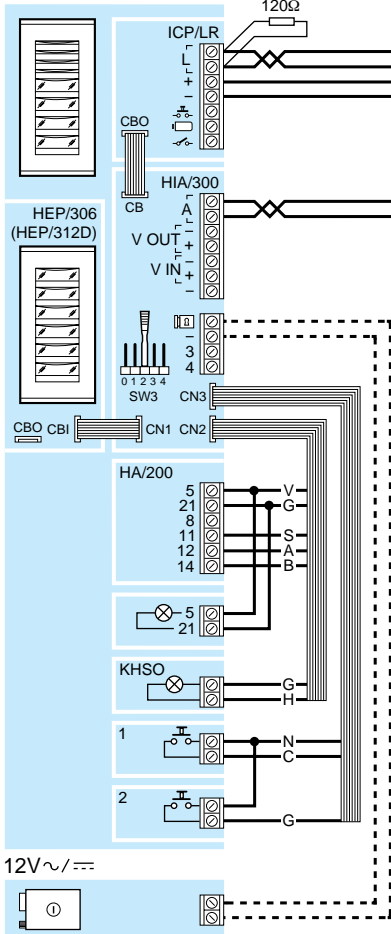 120Ω
ICP/LR
L
+
–
CBO
CB
HIA/300
A
–
V OUT
+
V IN
–
+
–
HEP/306
(HEP/312D)
–
3
4
0 1 2 3 4
SW3
CN3
CBO CBI CN1 CN2
HA/200
5 V
21 G
8
11 S
12 A
14 B
5
21
KHSO
G
H
1
N
C
2
G
12V~/⎓